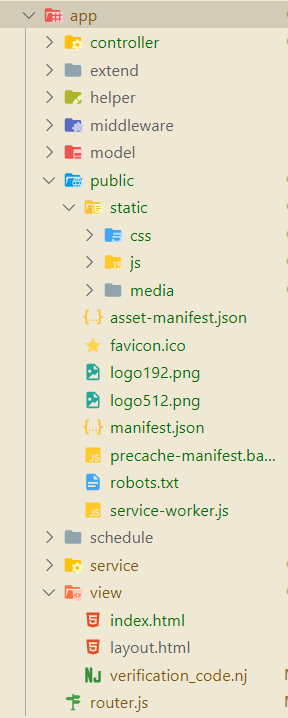 app
controller
extend
helper
middleware
model
public
static
css
js
media
asset-manifest.json
favicon.ico
logo192.png
logo512.png
manifest.json
precache-manifest.ba...
robots.txt
service-worker.js
schedule
service
view
index.html
layout.html
verification_code.nj
router.js